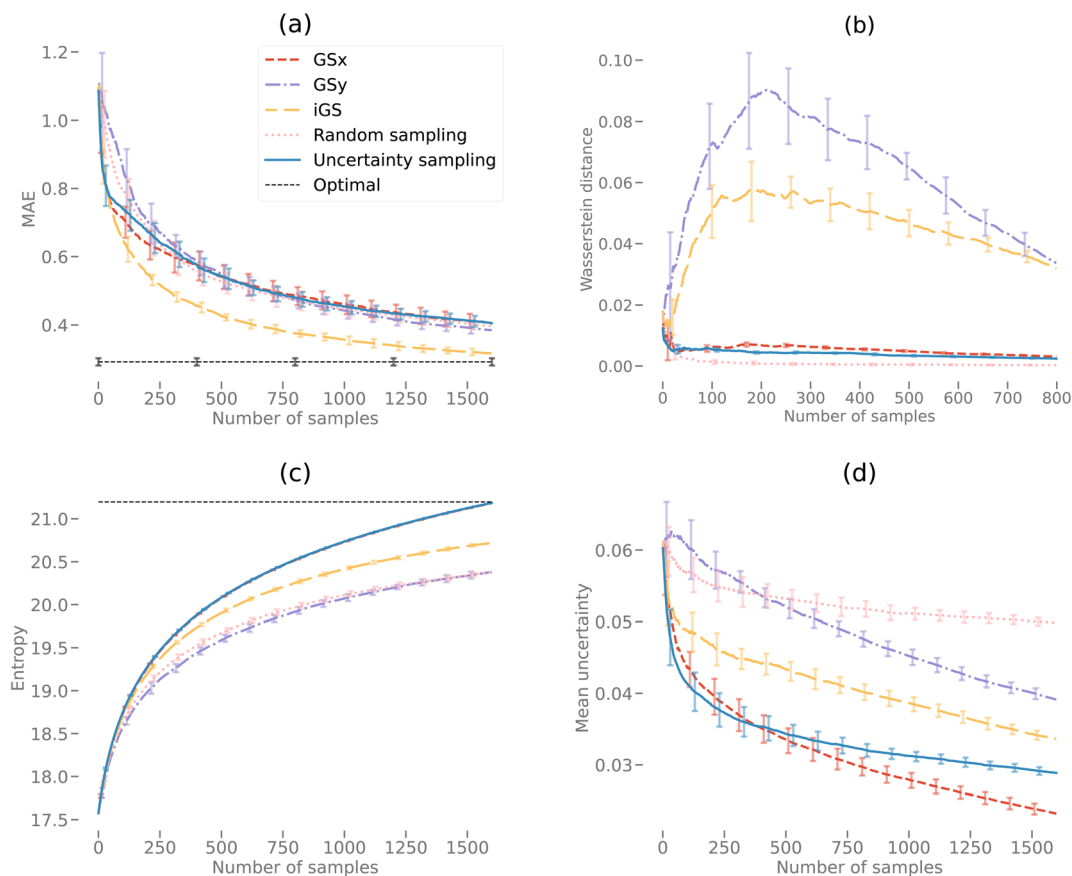 (a)
1.2
1.0
0.8
0.6
0.4
MAE
GSx
GSy
iGS
Random sampling
Uncertainty sampling
Optimal
0 250 500 750 1000 1250 1500
Number of samples
(b)
0.10
0.08
0.06
0.04
0.02
0.00
Wasserstein distance
0 100 200 300 400 500 600 700 800
Number of samples
(c)
21.0
20.5
20.0
19.5
19.0
18.5
18.0
17.5
Entropy
0 250 500 750 1000 1250 1500
Number of samples
(d)
0.06
0.05
0.04
0.03
Mean uncertainty
0 250 500 750 1000 1250 1500
Number of samples